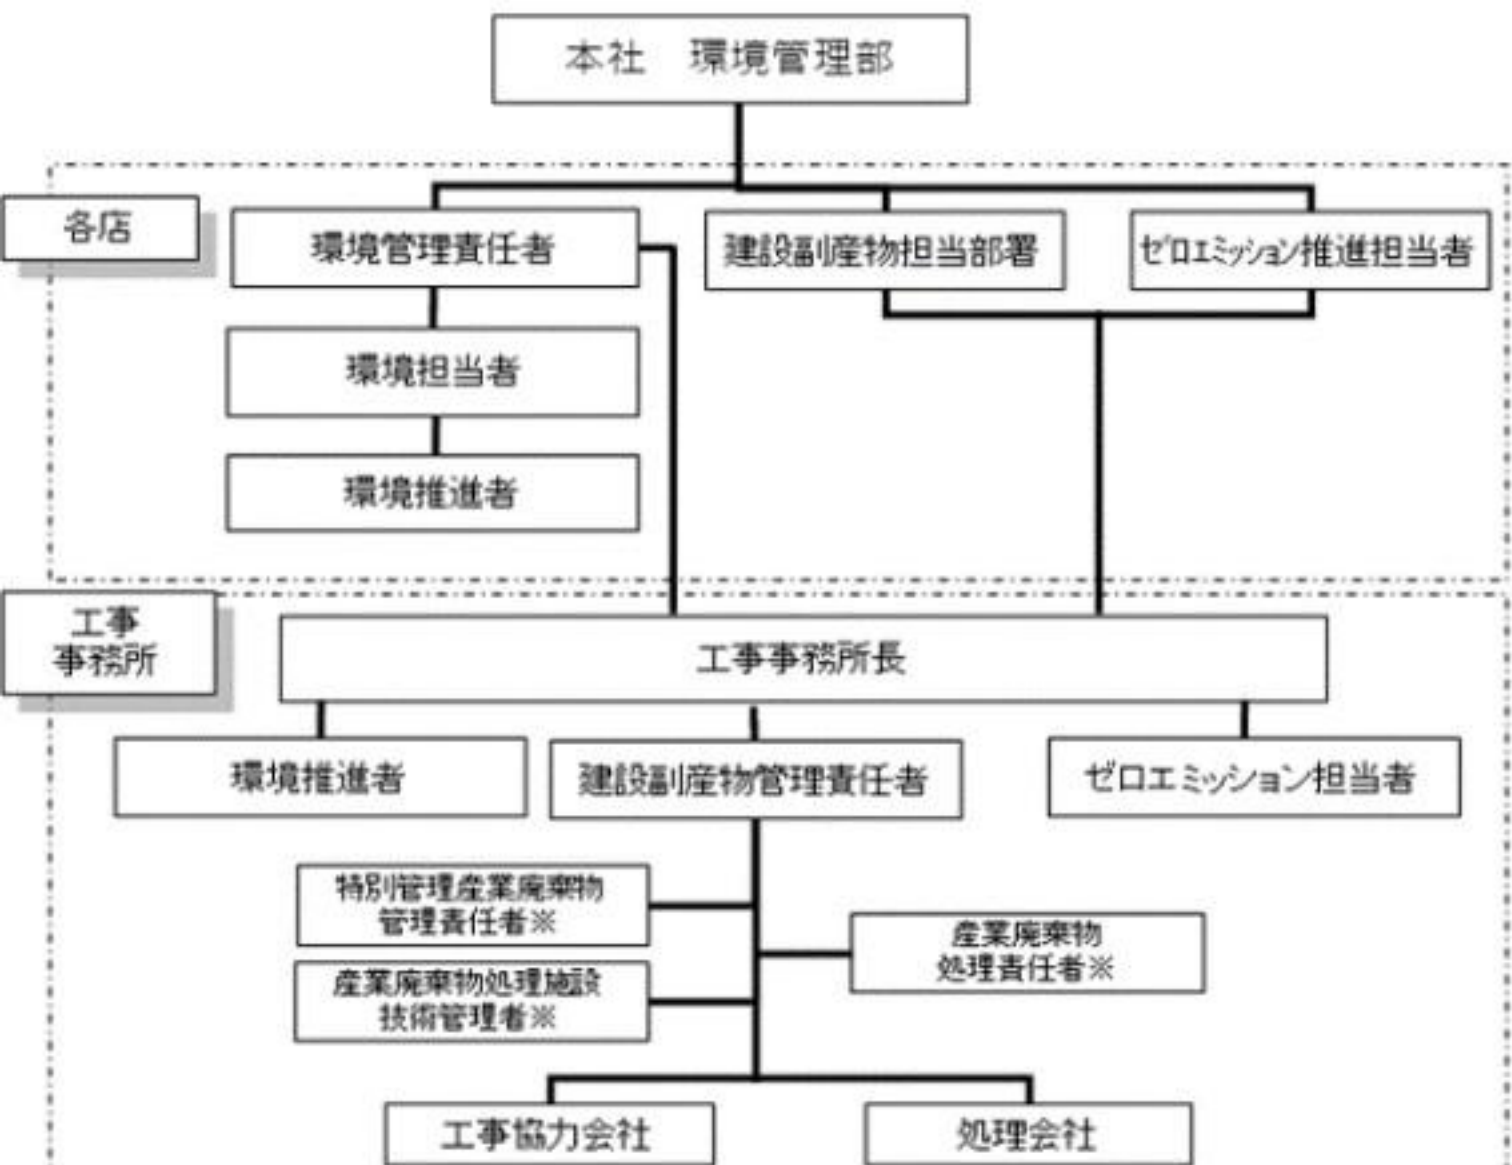 本社　環境管理部
各店
環境管理責任者
建設副産物担当部署
ゼロエミッション推進担当者
環境担当者
環境推進者
工事
事務所
工事事務所長
環境推進者
建設副産物管理責任者
ゼロエミッション担当者
特別管理産業廃棄物
管理責任者※
産業廃棄物
処理責任者※
産業廃棄物処理施設
技術管理者※
工事協力会社
処理会社